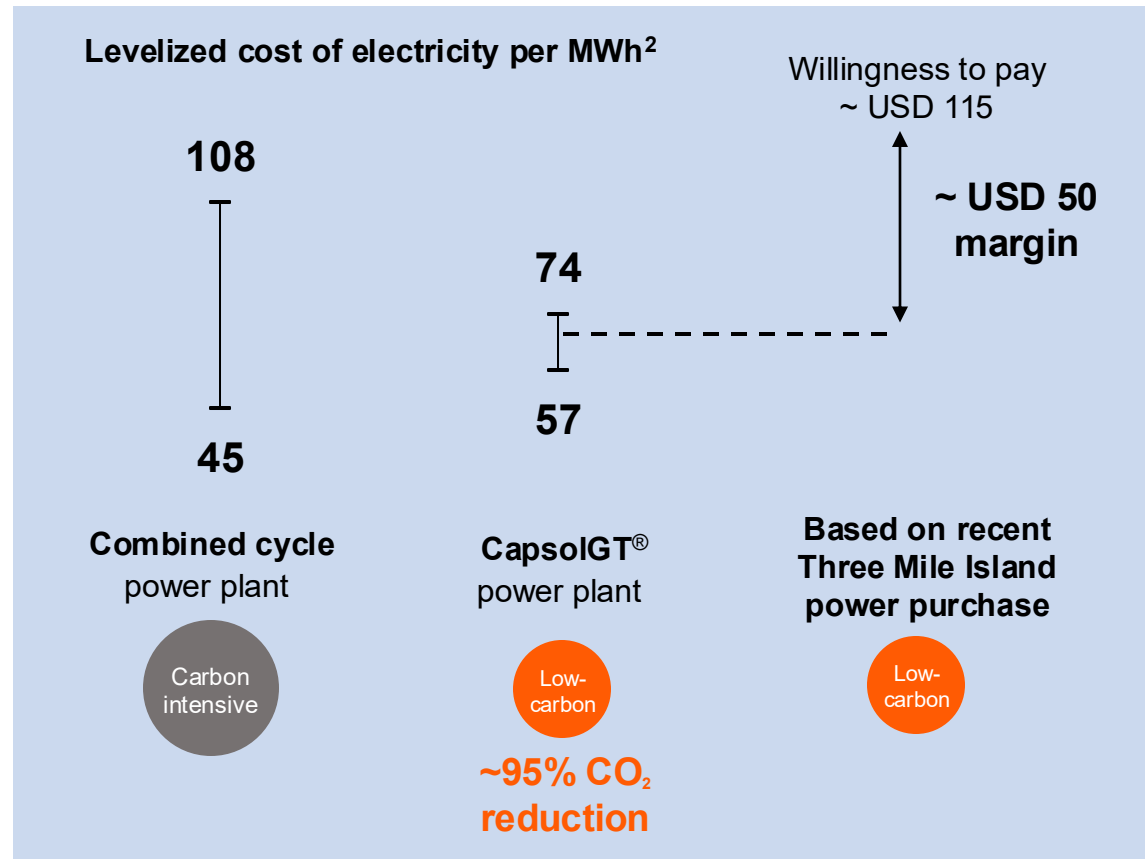 Levelized cost of electricity per MWh²
Willingness to pay
~ USD 115
108
~ USD 50
margin
74
57
45
Combined cycle
power plant
CapsolGT®
power plant
Based on recent
Three Mile Island
power purchase
Carbon
intensive
Low-
carbon
Low-
carbon
~95% CO₂
reduction